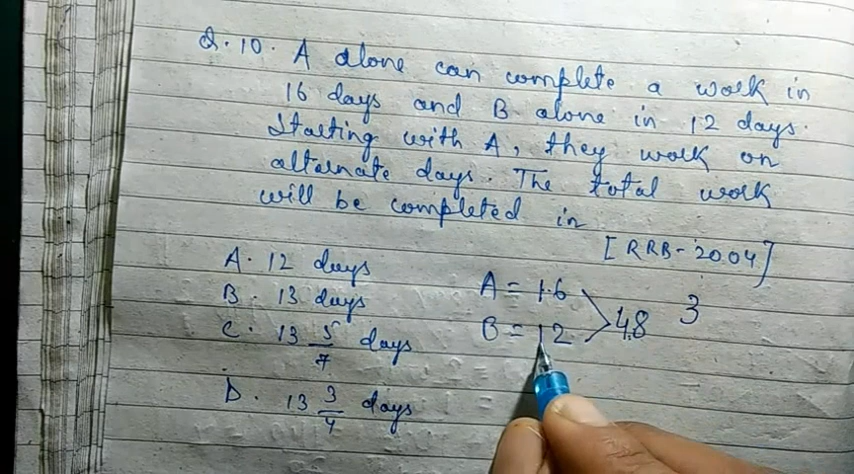 Q.10. A alone can complete a work in
16 days and B alone in 12 days.
Starting with A, they work on
alternate days. The total work
will be completed in
[RRB-2004]
A. 12 days
B. 13 days
C. 13 5/7 days
D. 13 3/4 days
A = 16
B = 12
48
3